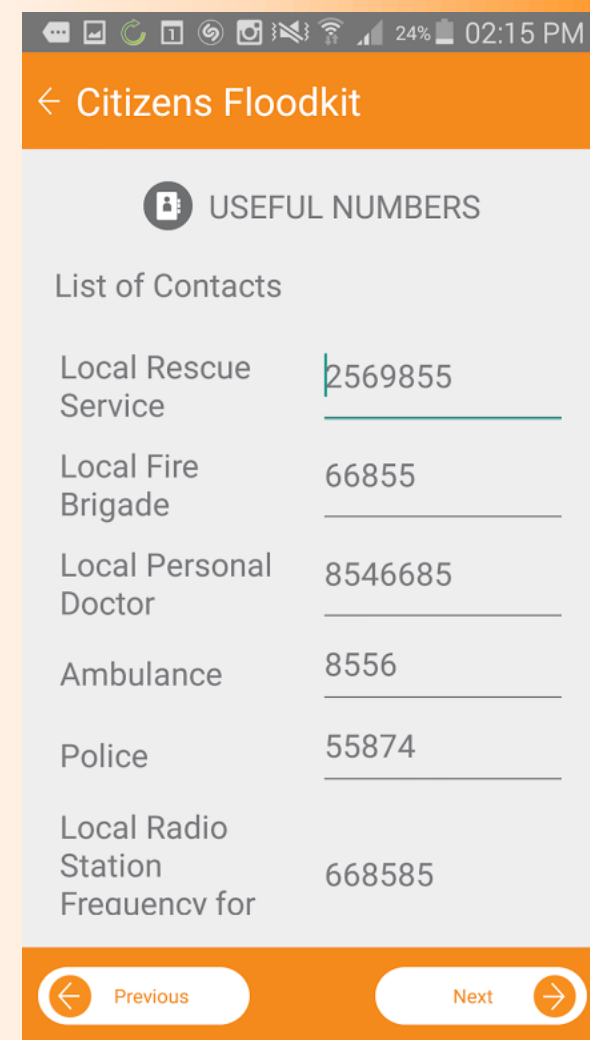 24% 02:15 PM
Citizens Floodkit
USEFUL NUMBERS
List of Contacts
Local Rescue
Service
2569855
Local Fire
Brigade
66855
Local Personal
Doctor
8546685
Ambulance
8556
Police
55874
Local Radio
Station
Frequency for
668585
Previous
Next